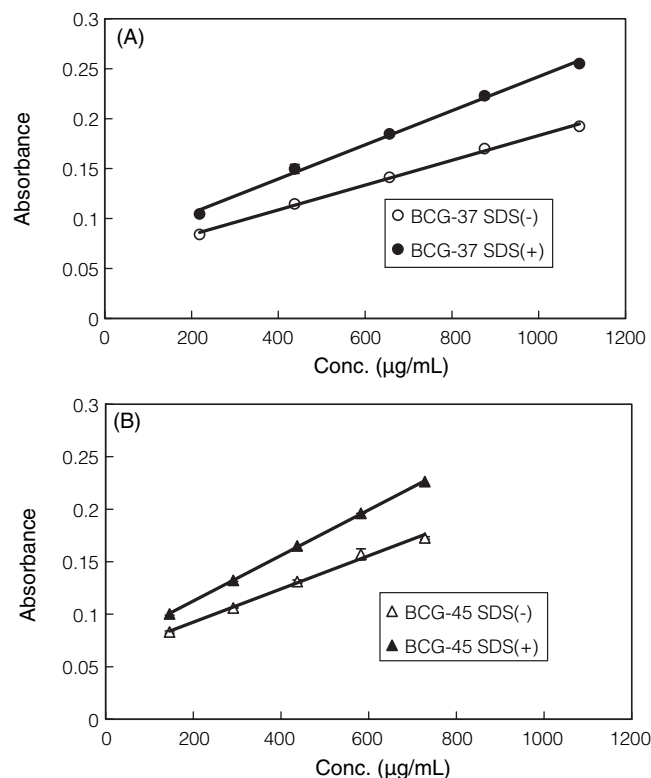 (A)
0.3
0.25
0.2
0.15
0.1
0.05
0
Absorbance
BCG-37 SDS(-)
BCG-37 SDS(+)
0 200 400 600 800 1000 1200
Conc. (µg/mL)
(B)
0.3
0.25
0.2
0.15
0.1
0.05
0
Absorbance
BCG-45 SDS(-)
BCG-45 SDS(+)
0 200 400 600 800 1000 1200
Conc. (µg/mL)